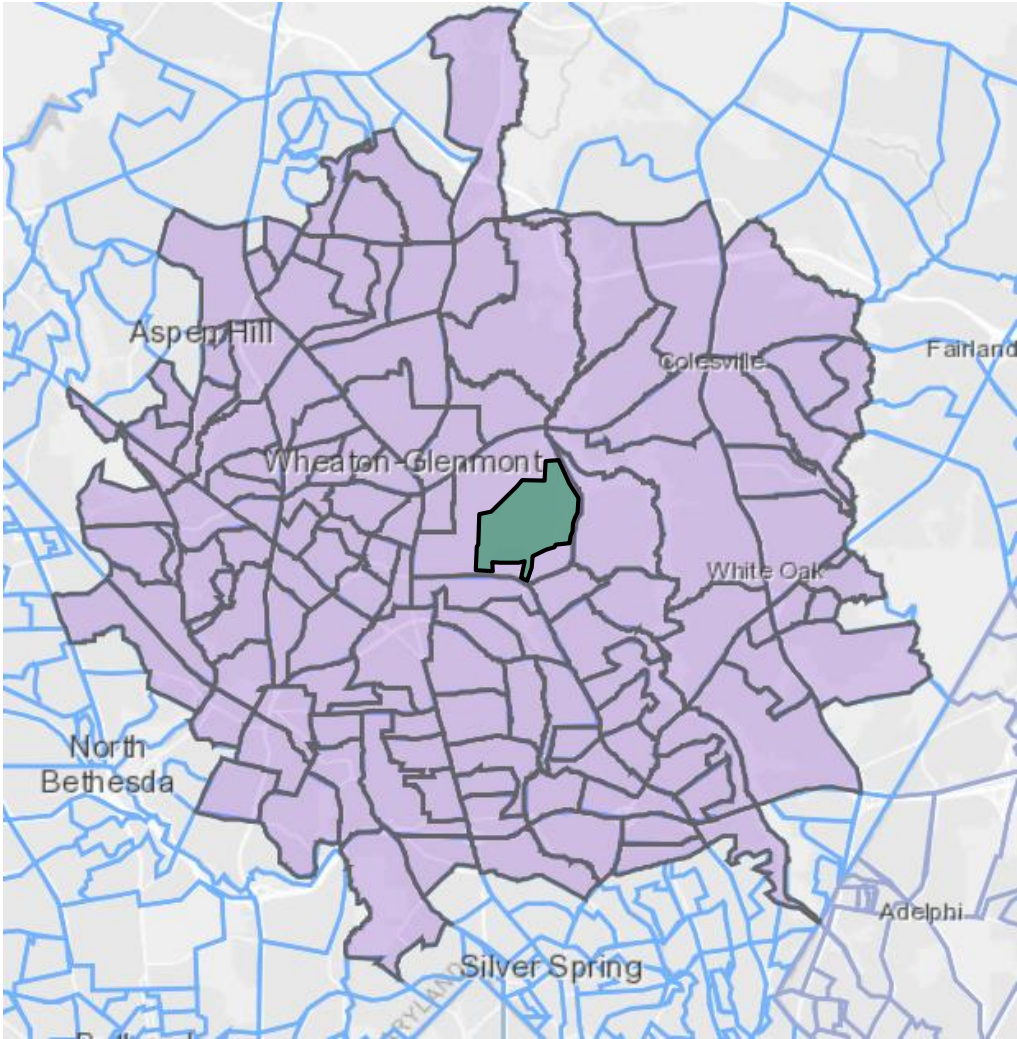 Aspen Hill
Colesville
Fairland
Wheaton-Glenmont
White Oak
North
Bethesda
Adelphi
Silver Spring